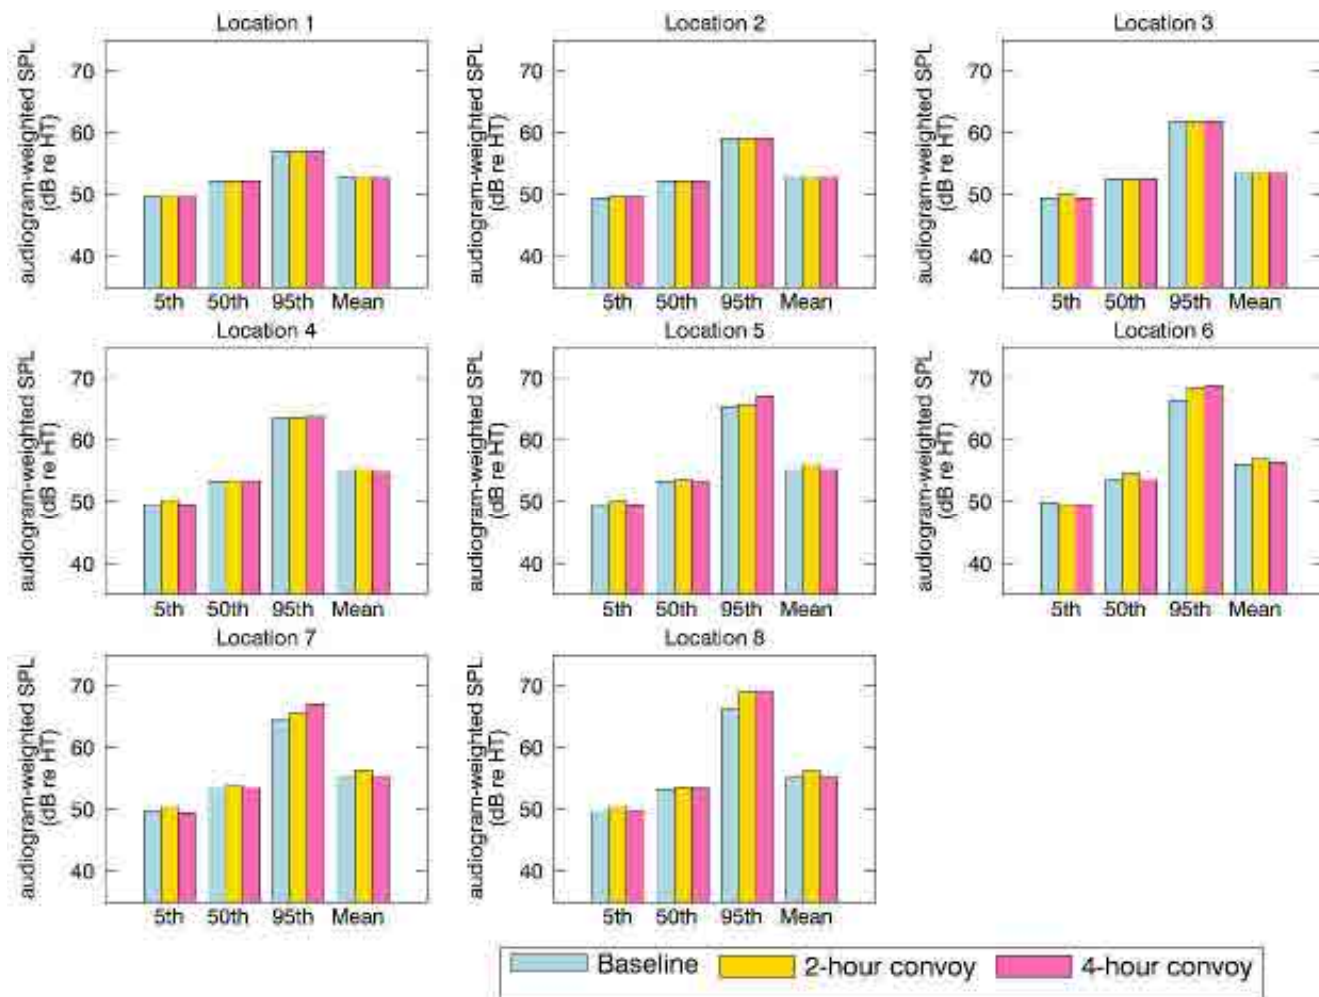 Location 1
audiogram-weighted SPL
(dB re HT)
70
60
50
40
5th 50th 95th Mean
Location 2
audiogram-weighted SPL
(dB re HT)
70
60
50
40
5th 50th 95th Mean
Location 3
audiogram-weighted SPL
(dB re HT)
70
60
50
40
5th 50th 95th Mean
Location 4
audiogram-weighted SPL
(dB re HT)
70
60
50
40
5th 50th 95th Mean
Location 5
audiogram-weighted SPL
(dB re HT)
70
60
50
40
5th 50th 95th Mean
Location 6
audiogram-weighted SPL
(dB re HT)
70
60
50
40
5th 50th 95th Mean
Location 7
audiogram-weighted SPL
(dB re HT)
70
60
50
40
5th 50th 95th Mean
Location 8
audiogram-weighted SPL
(dB re HT)
70
60
50
40
5th 50th 95th Mean
Baseline 2-hour convoy 4-hour convoy